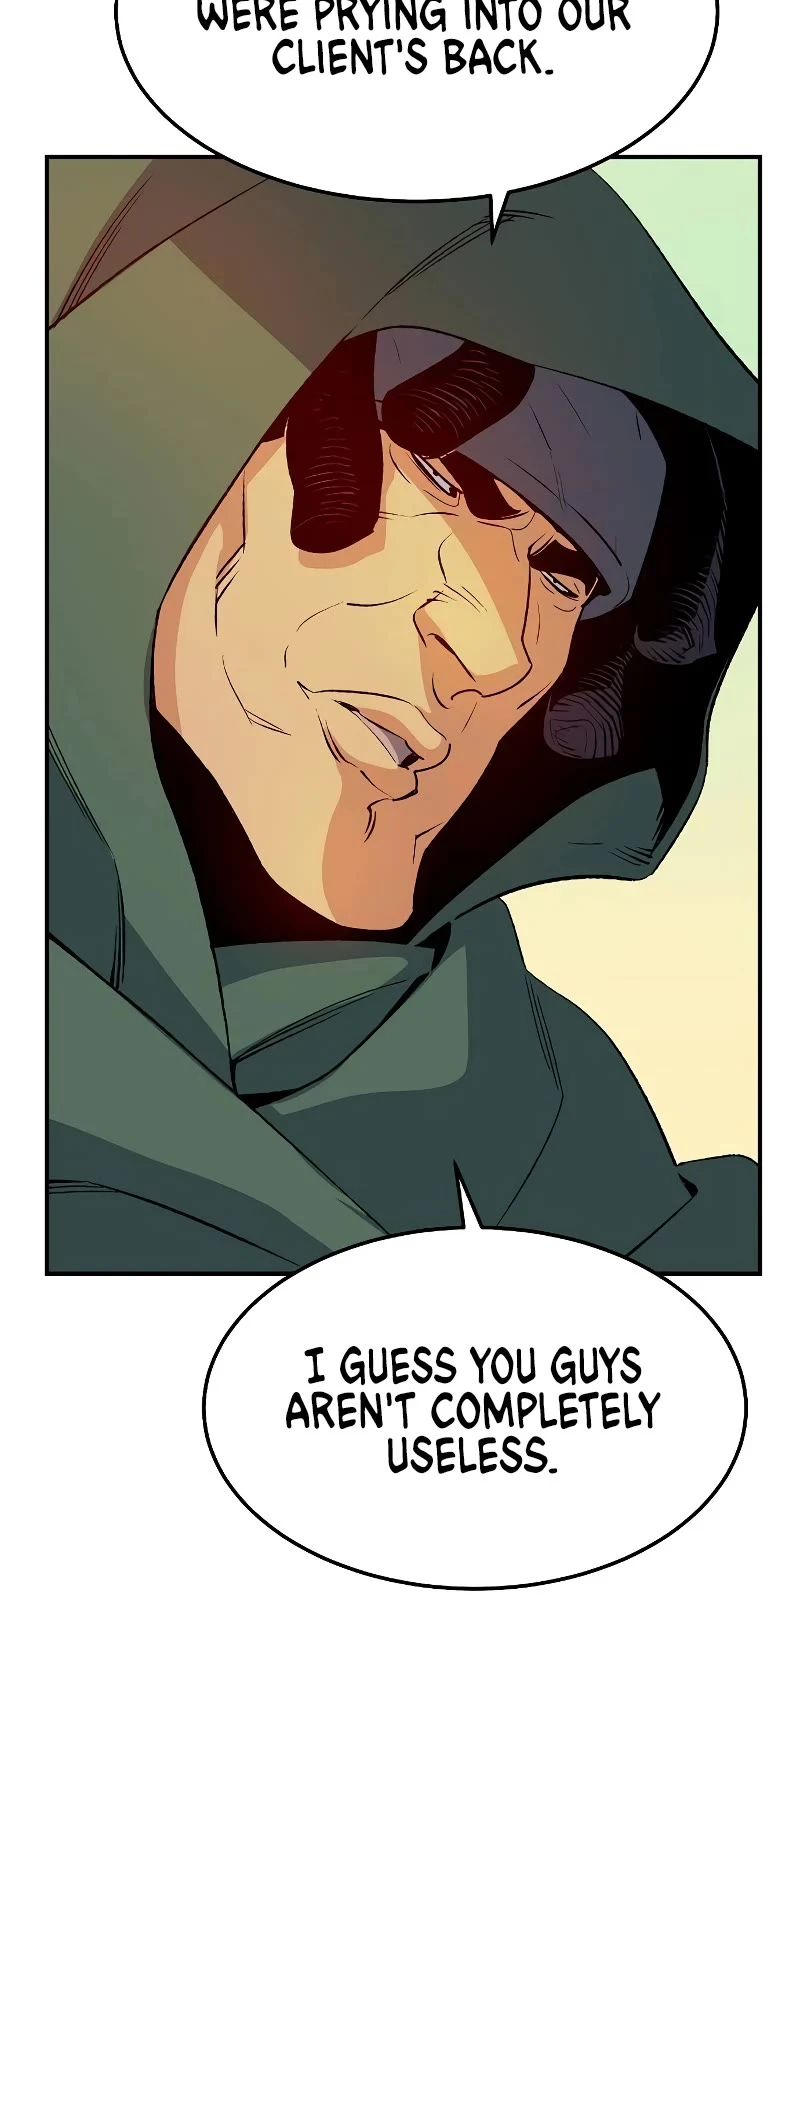 WERE PRYING INTO OUR
CLIENT'S BACK.
I GUESS YOU GUYS
AREN'T COMPLETELY
USELESS.